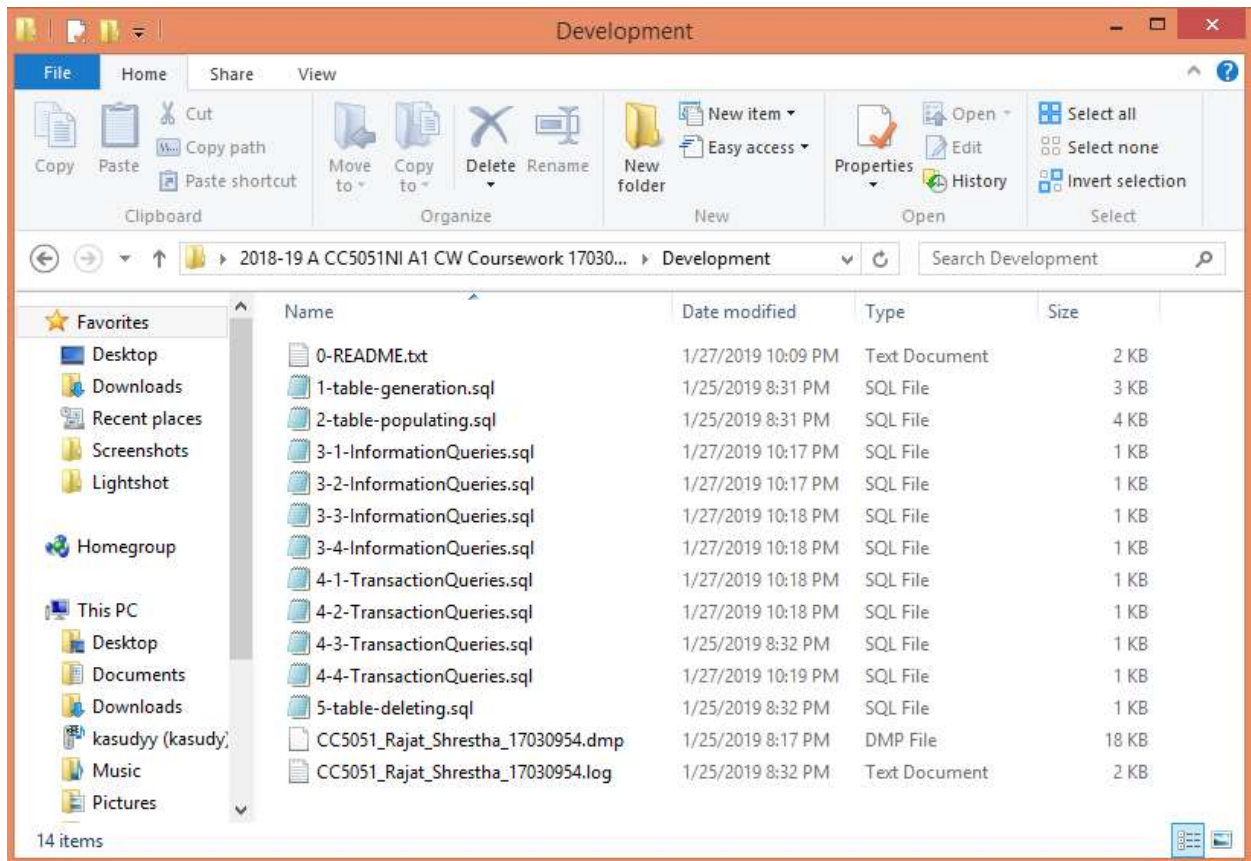 Development
File Home Share View
Copy Paste Cut Copy path Paste shortcut Move to Copy to Delete Rename New folder New item Easy access Properties Open Edit History Select all Select none Invert selection
Clipboard Organize New Open Select
2018-19 A CC5051NI A1 CW Coursework 17030... Development Search Development
Name Date modified Type Size
Favorites
Desktop 0-README.txt 1/27/2019 10:09 PM Text Document 2 KB
Downloads 1-table-generation.sql 1/25/2019 8:31 PM SQL File 3 KB
Recent places 2-table-populating.sql 1/25/2019 8:31 PM SQL File 4 KB
Screenshots 3-1-InformationQueries.sql 1/27/2019 10:17 PM SQL File 1 KB
Lightshot 3-2-InformationQueries.sql 1/27/2019 10:17 PM SQL File 1 KB
3-3-InformationQueries.sql 1/27/2019 10:18 PM SQL File 1 KB
Homegroup 3-4-InformationQueries.sql 1/27/2019 10:18 PM SQL File 1 KB
4-1-TransactionQueries.sql 1/27/2019 10:18 PM SQL File 1 KB
This PC 4-2-TransactionQueries.sql 1/27/2019 10:18 PM SQL File 1 KB
Desktop 4-3-TransactionQueries.sql 1/25/2019 8:32 PM SQL File 1 KB
Documents 4-4-TransactionQueries.sql 1/27/2019 10:19 PM SQL File 1 KB
Downloads 5-table-deleting.sql 1/25/2019 8:32 PM SQL File 1 KB
kasudyy (kasudy) CC5051_Rajat_Shrestha_17030954.dmp 1/25/2019 8:17 PM DMP File 18 KB
Music CC5051_Rajat_Shrestha_17030954.log 1/25/2019 8:32 PM Text Document 2 KB
Pictures
14 items